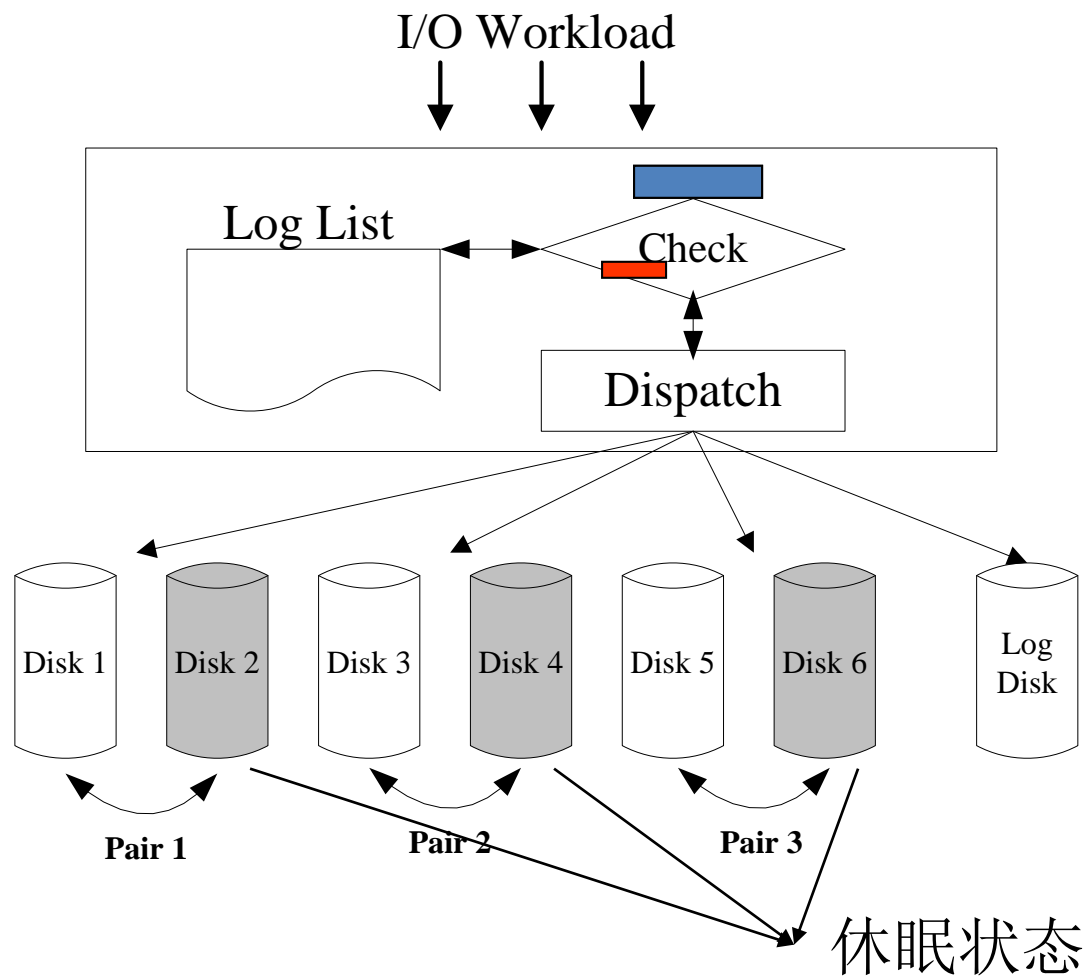 I/O Workload
Log List
Check
Dispatch
Disk 1
Disk 2
Disk 3
Disk 4
Disk 5
Disk 6
Log
Disk
Pair 1
Pair 2
Pair 3
休眠状态